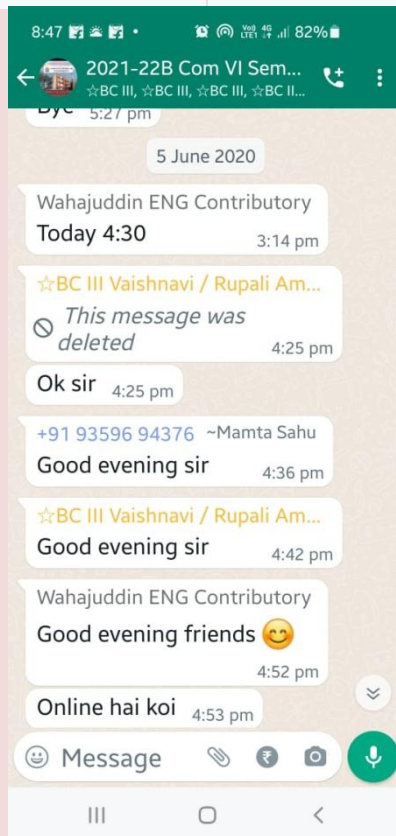 8:47
Vo)) 4G LTE1 82%
2021-22B Com VI Sem...
☆BC III, ☆BC III, ☆BC III, ☆BC II...
Bye 5:27 pm
5 June 2020
Wahajuddin ENG Contributory
Today 4:30
3:14 pm
☆BC III Vaishnavi / Rupali Am...
This message was
deleted
4:25 pm
Ok sir 4:25 pm
+91 93596 94376 ~Mamta Sahu
Good evening sir
4:36 pm
☆BC III Vaishnavi / Rupali Am...
Good evening sir
4:42 pm
Wahajuddin ENG Contributory
Good evening friends 😊
4:52 pm
Online hai koi 4:53 pm
Message